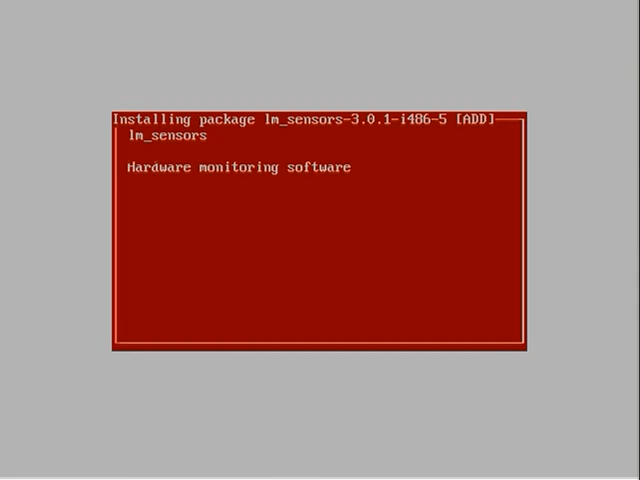 Installing package lm_sensors-3.0.1-i486-5 [ADD]
lm_sensors
Hardware monitoring software